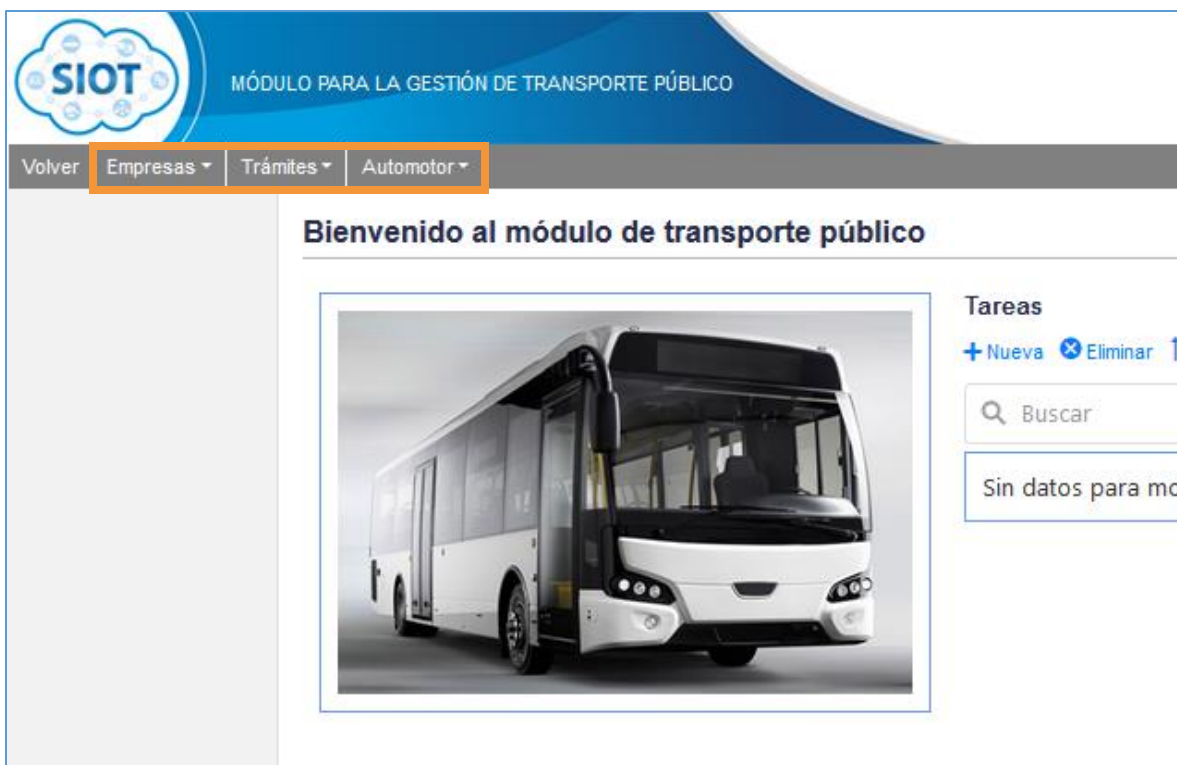 SIOT
MÓDULO PARA LA GESTIÓN DE TRANSPORTE PÚBLICO
Volver Empresas Trámites Automotor
Bienvenido al módulo de transporte público
Tareas
Nueva Eliminar
Buscar
Sin datos para